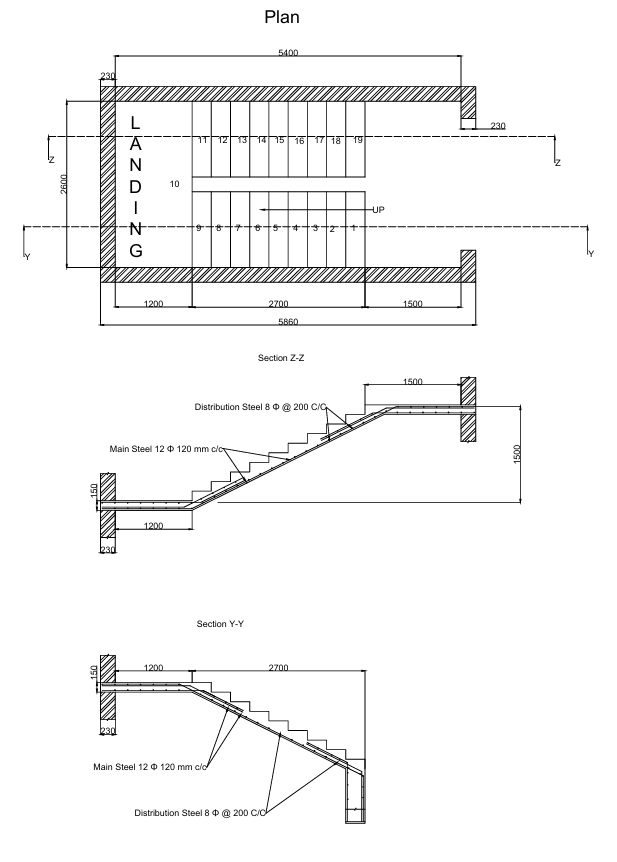 Plan
5400
230
230
11 12 13 14 15 16 17 18 19
Z Z
LANDING
2600
10
UP
9 8 7 6 5 4 3 2 1
Y Y
1200 2700 1500
5860
Section Z-Z
1500
Distribution Steel 8 Φ @ 200 C/C
Main Steel 12 Φ 120 mm c/c
1500
150
1200
230
Section Y-Y
150
1200 2700
230
Main Steel 12 Φ 120 mm c/c
Distribution Steel 8 Φ @ 200 C/C